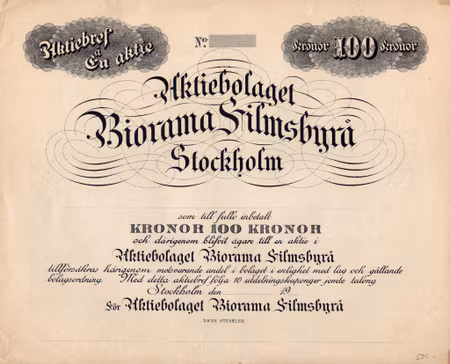 Aktiebref
å
En aktie
No.
Kronor 100 Kronor
Aktiebolaget
Biorama Filmsbyrå
Stockholm
som till fullo inbetalt
KRONOR 100 KRONOR
och därigenom blifvit ägare till en aktie i
Aktiebolaget Biorama Filmsbyrå
tillförsäkras härigenom motsvarande andel i bolaget i enlighet med lag och gällande
bolagsordning. Med detta aktiebref följa 10 utdelningskuponger jemte talong
Stockholm den 19
För Aktiebolaget Biorama Filmsbyrå
500-